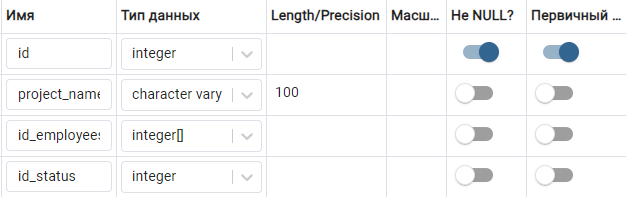 Имя Тип данных Length/Precision Масш... Не NULL? Первичный ...
id integer
project_name character vary 100
id_employees integer[]
id_status integer